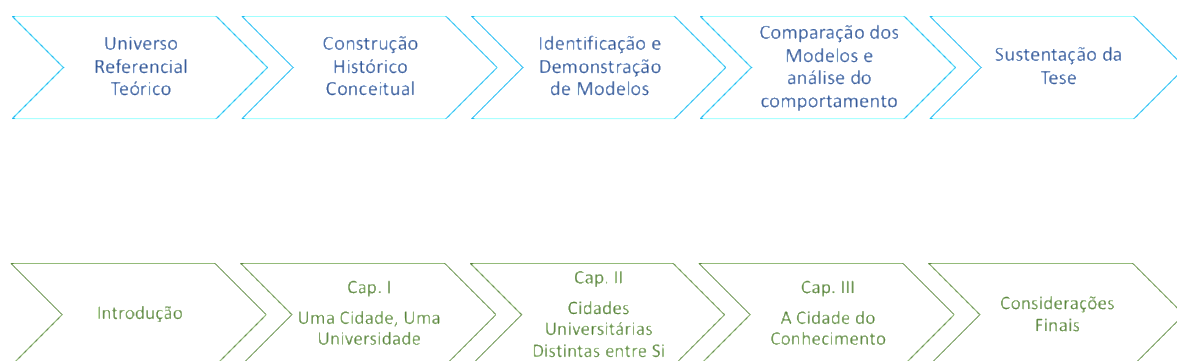 Universo
Referencial
Teórico
Construção
Histórico
Conceitual
Identificação e
Demonstração
de Modelos
Comparação dos
Modelos e
análise do
comportamento
Sustentação da
Tese
Introdução
Cap. I
Uma Cidade, Uma
Universidade
Cap. II
Cidades
Universitárias
Distintas entre Si
Cap. III
A Cidade do
Conhecimento
Considerações
Finais